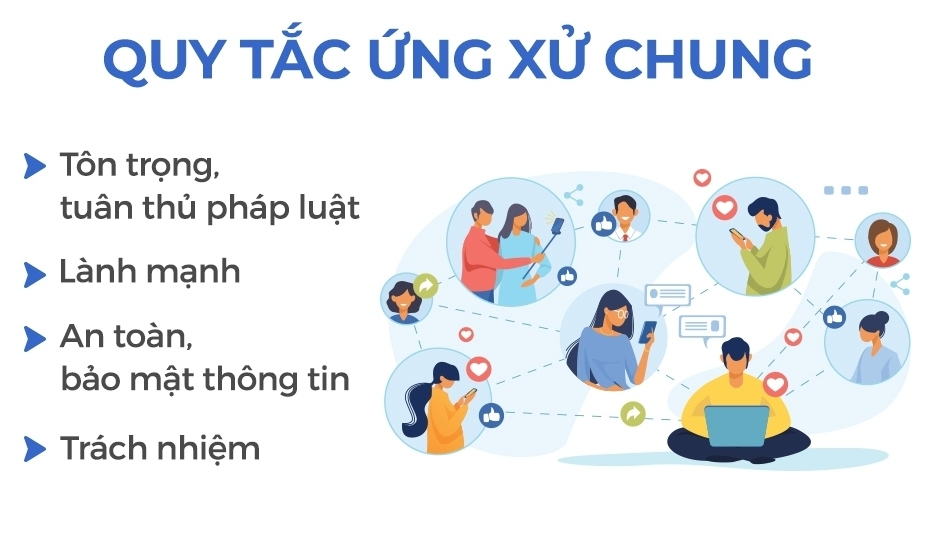 QUY TẮC ỨNG XỬ CHUNG
Tôn trọng,
tuân thủ pháp luật
Lành mạnh
An toàn,
bảo mật thông tin
Trách nhiệm